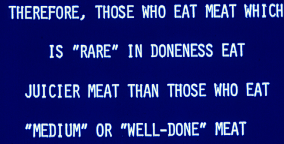 THEREFORE, THOSE WHO EAT MEAT WHICH
IS "RARE" IN DONENESS EAT
JUICIER MEAT THAN THOSE WHO EAT
"MEDIUM" OR "WELL-DONE" MEAT